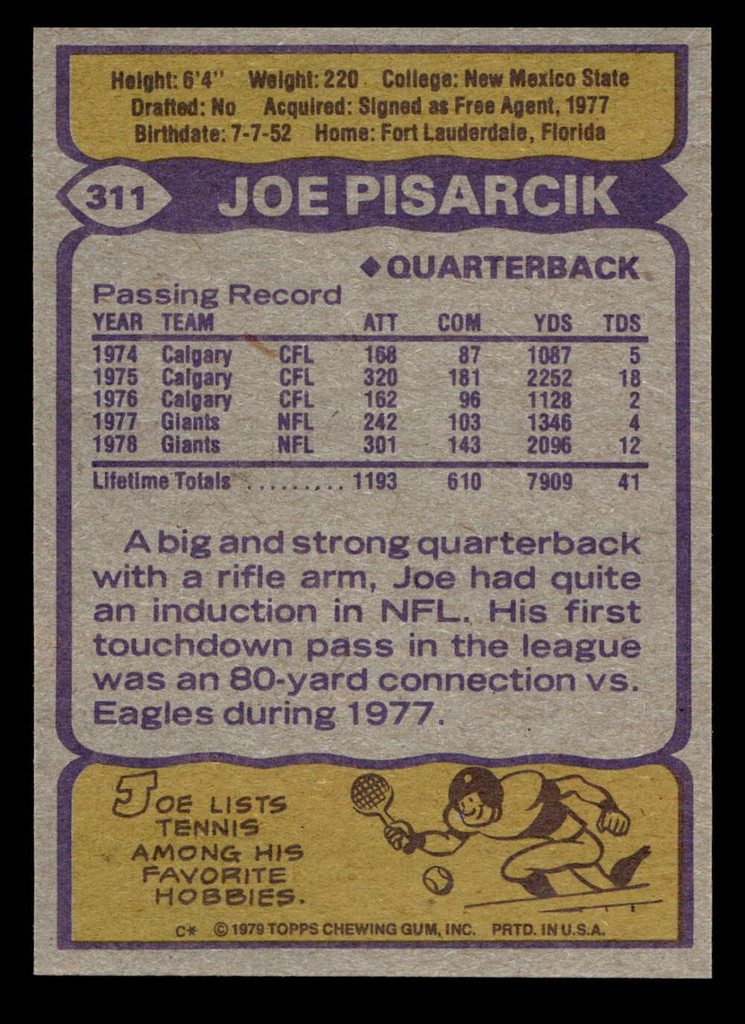 Height: 6'4" Weight: 220 College: New Mexico State
Drafted: No Acquired: Signed as Free Agent, 1977
Birthdate: 7-7-52 Home: Fort Lauderdale, Florida
311 JOE PISARCIK
◆QUARTERBACK
Passing Record
YEAR TEAM ATT COM YDS TDS
1974 Calgary CFL 168 87 1087 5
1975 Calgary CFL 320 181 2252 18
1976 Calgary CFL 162 96 1128 2
1977 Giants NFL 242 103 1346 4
1978 Giants NFL 301 143 2096 12
Lifetime Totals ......... 1193 610 7909 41
A big and strong quarterback
with a rifle arm, Joe had quite
an induction in NFL. His first
touchdown pass in the league
was an 80-yard connection vs.
Eagles during 1977.
JOE LISTS
TENNIS
AMONG HIS
FAVORITE
HOBBIES.
C* © 1979 TOPPS CHEWING GUM, INC. PRTD. IN U.S.A.